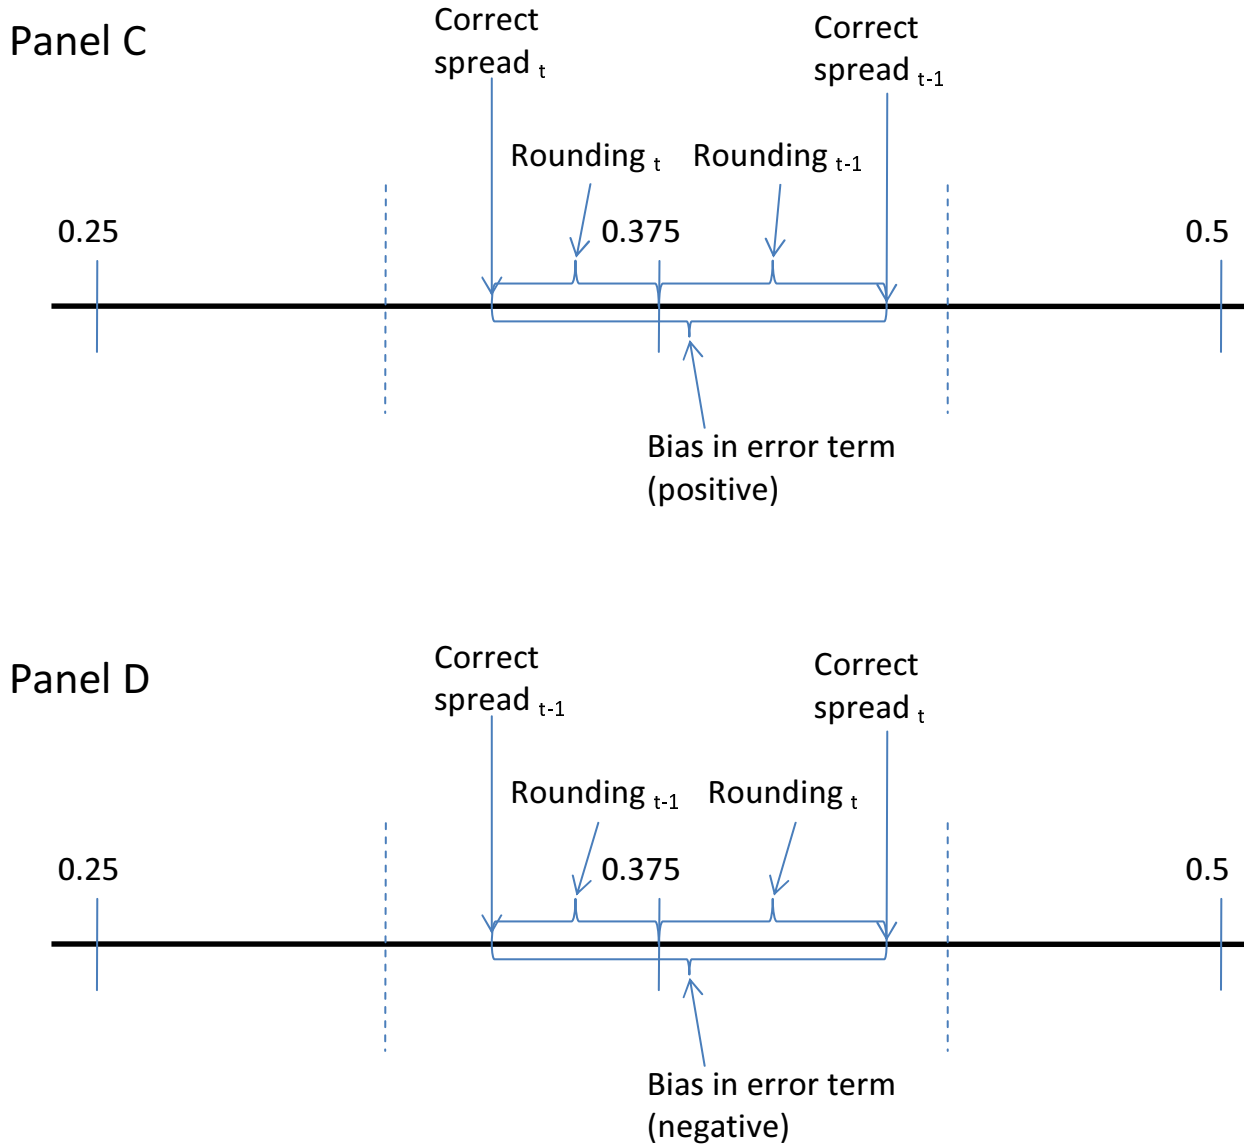 Panel C
Correct
spread t
Correct
spread t-1
Rounding t
Rounding t-1
0.25
0.375
0.5
Bias in error term
(positive)
Panel D
Correct
spread t-1
Correct
spread t
Rounding t-1
Rounding t
0.25
0.375
0.5
Bias in error term
(negative)